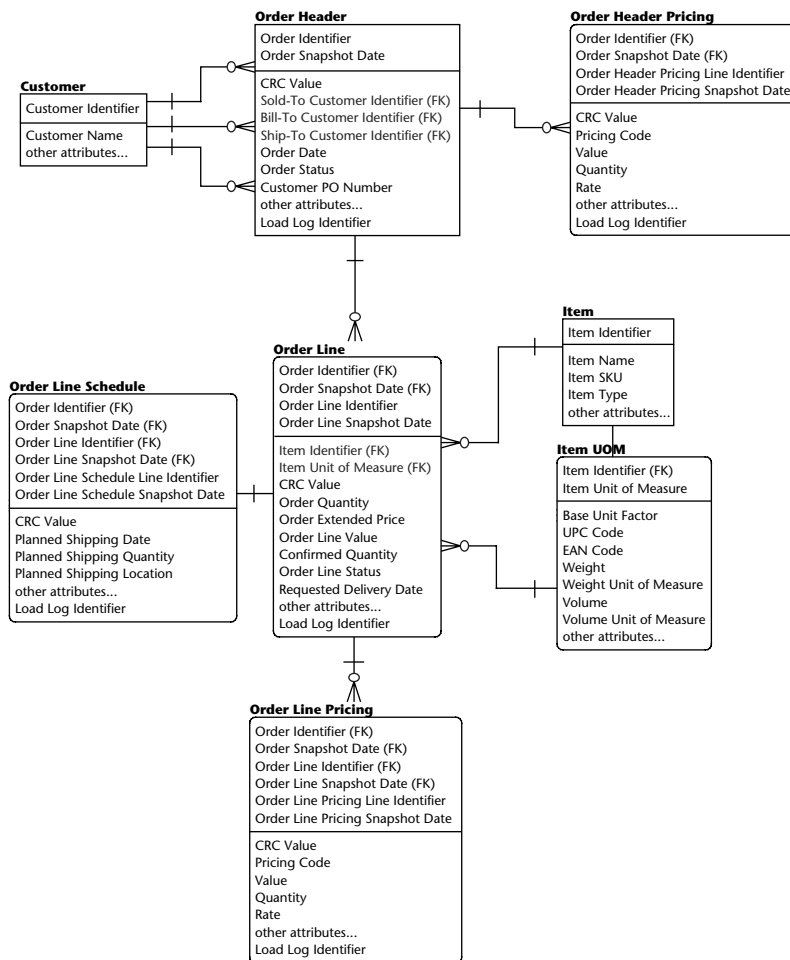 Order Header
Order Identifier
Order Snapshot Date
CRC Value
Sold-To Customer Identifier (FK)
Bill-To Customer Identifier (FK)
Ship-To Customer Identifier (FK)
Order Date
Order Status
Customer PO Number
other attributes...
Load Log Identifier
Order Header Pricing
Order Identifier (FK)
Order Snapshot Date (FK)
Order Header Pricing Line Identifier
Order Header Pricing Snapshot Date
CRC Value
Pricing Code
Value
Quantity
Rate
other attributes...
Load Log Identifier
Customer
Customer Identifier
Customer Name
other attributes...
Item
Item Identifier
Item Name
Item SKU
Item Type
other attributes...
Order Line
Order Identifier (FK)
Order Snapshot Date (FK)
Order Line Identifier
Order Line Snapshot Date
Item Identifier (FK)
Item Unit of Measure (FK)
CRC Value
Order Quantity
Order Extended Price
Order Line Value
Confirmed Quantity
Order Line Status
Requested Delivery Date
other attributes...
Load Log Identifier
Order Line Schedule
Order Identifier (FK)
Order Snapshot Date (FK)
Order Line Identifier (FK)
Order Line Snapshot Date (FK)
Order Line Schedule Line Identifier
Order Line Schedule Snapshot Date
CRC Value
Planned Shipping Date
Planned Shipping Quantity
Planned Shipping Location
other attributes...
Load Log Identifier
Item UOM
Item Identifier (FK)
Item Unit of Measure
Base Unit Factor
UPC Code
EAN Code
Weight
Weight Unit of Measure
Volume
Volume Unit of Measure
other attributes...
Order Line Pricing
Order Identifier (FK)
Order Snapshot Date (FK)
Order Line Identifier (FK)
Order Line Snapshot Date (FK)
Order Line Pricing Line Identifier
Order Line Pricing Snapshot Date
CRC Value
Pricing Code
Value
Quantity
Rate
other attributes...
Load Log Identifier